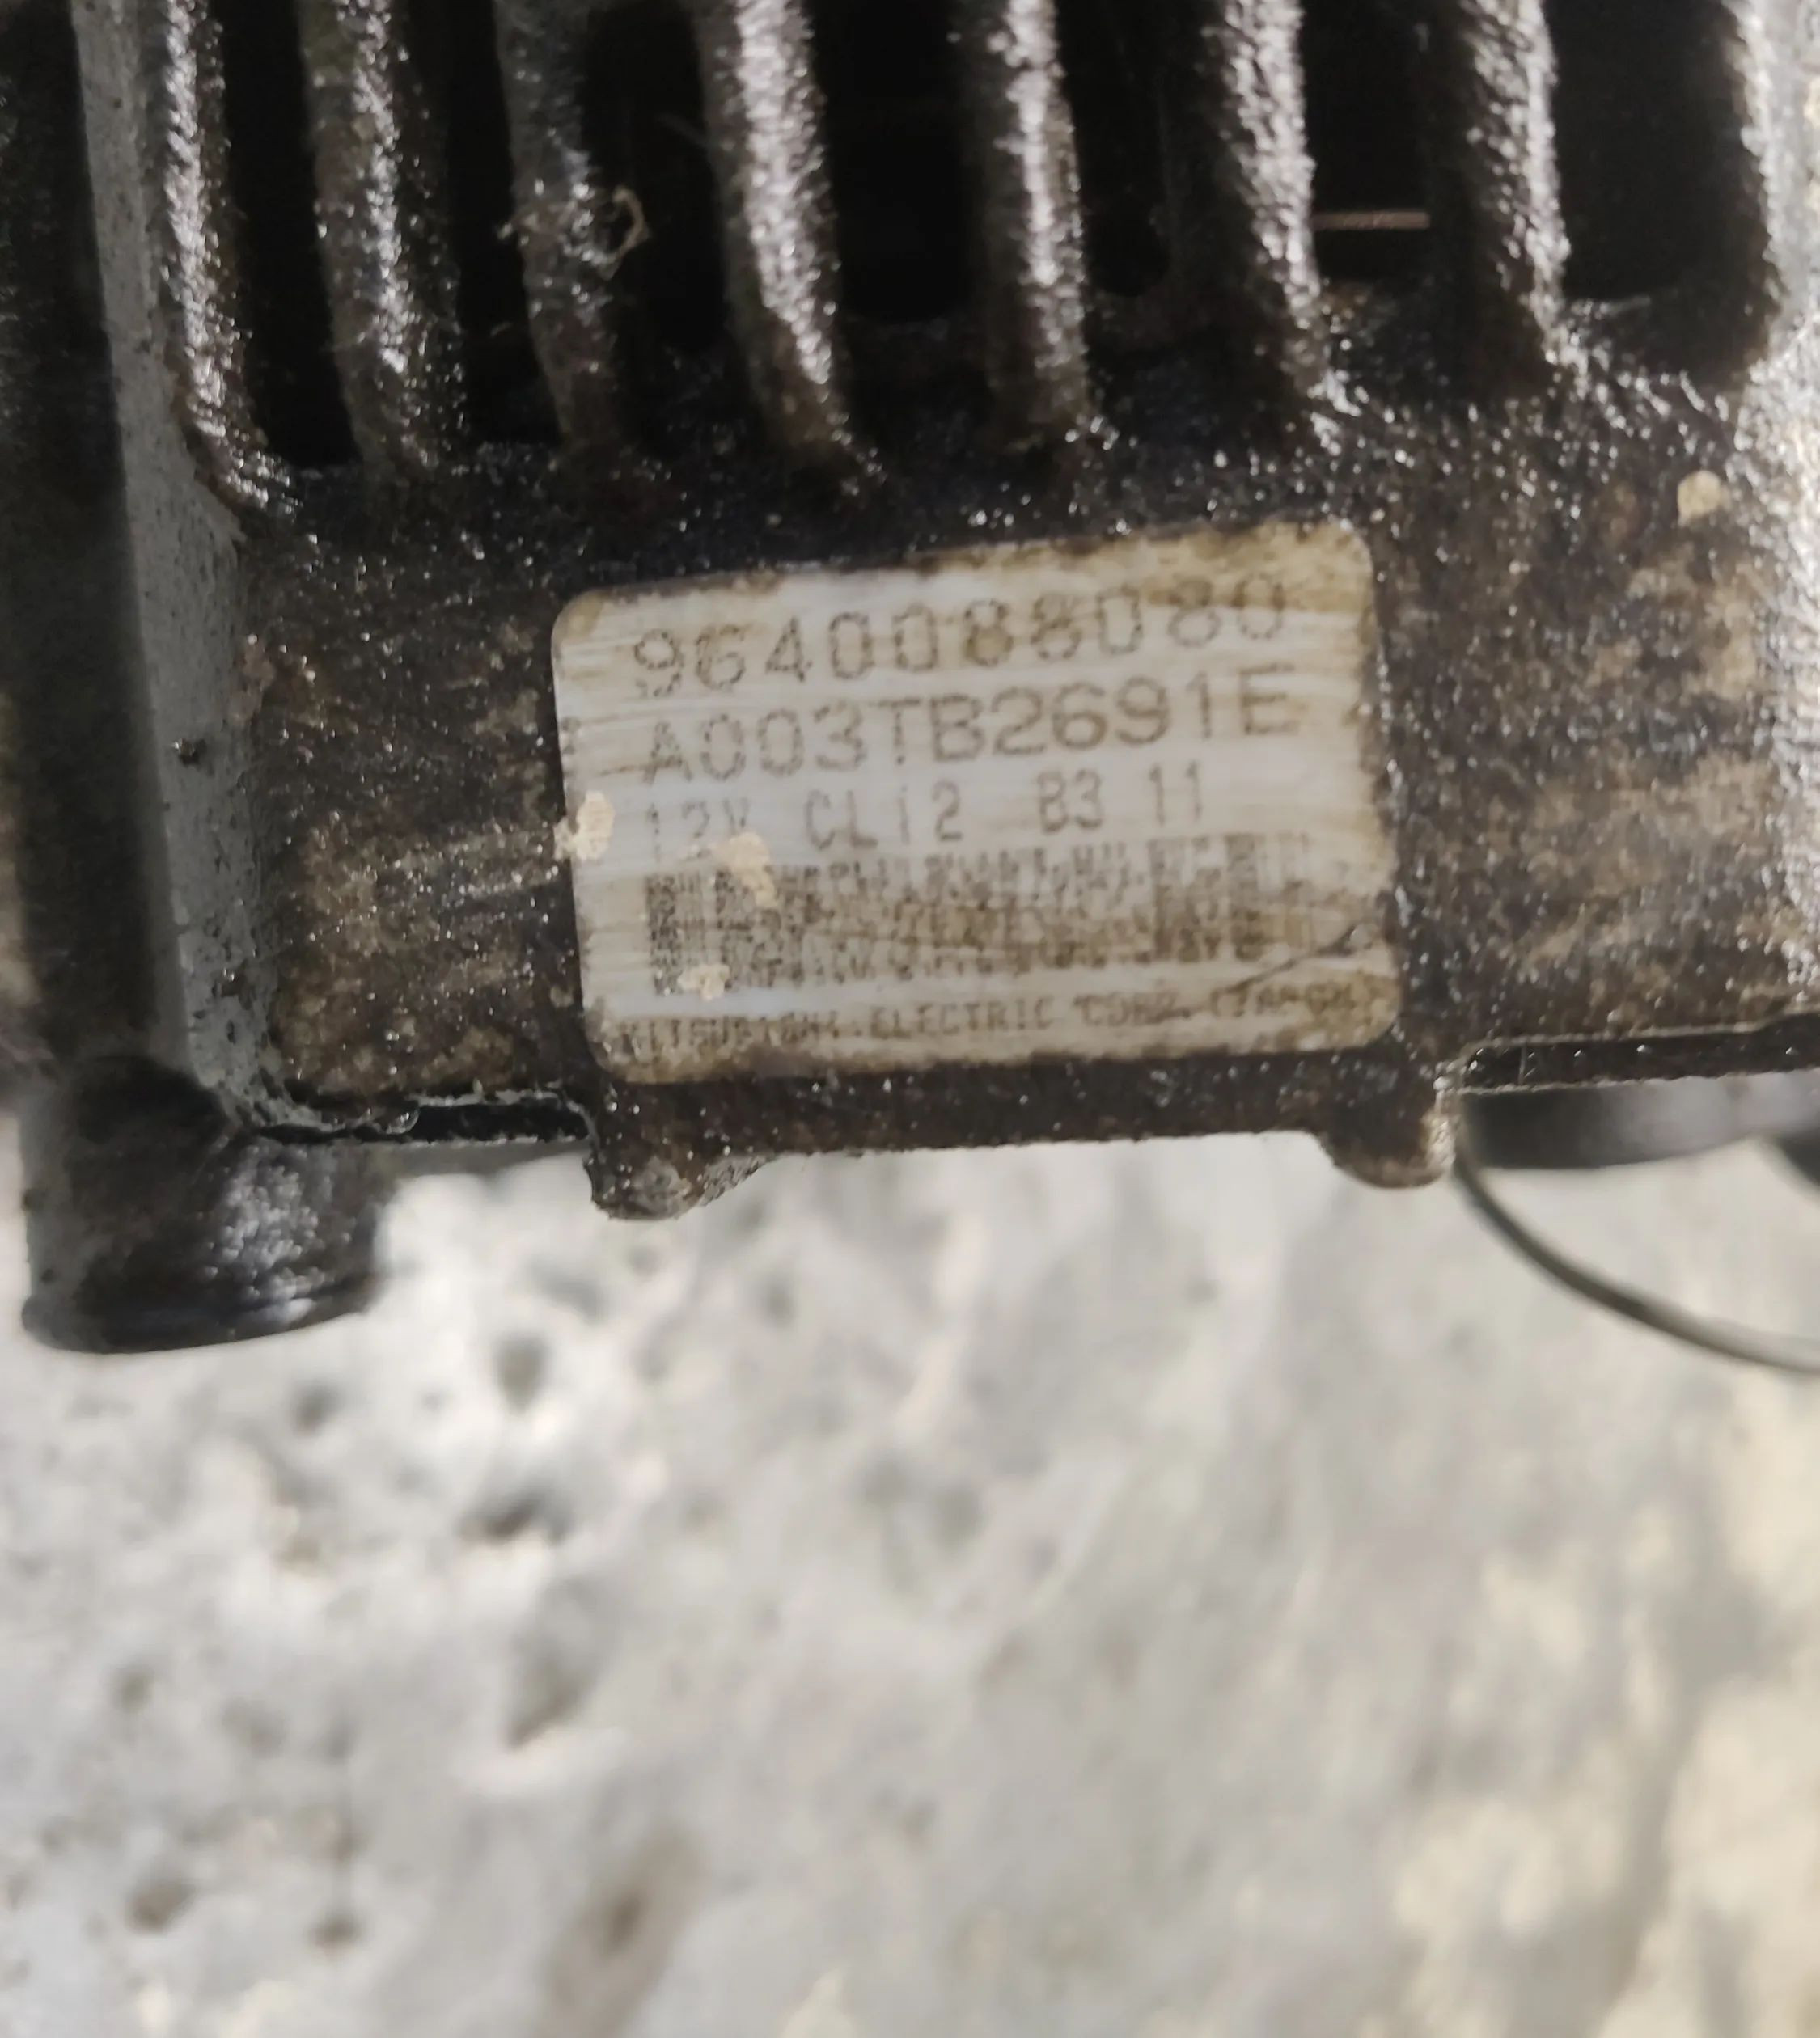 9640088080
A003TB2691E
12V CL12 B3 11
MITSUBISHI ELECTRIC CORP. (JAPAN)